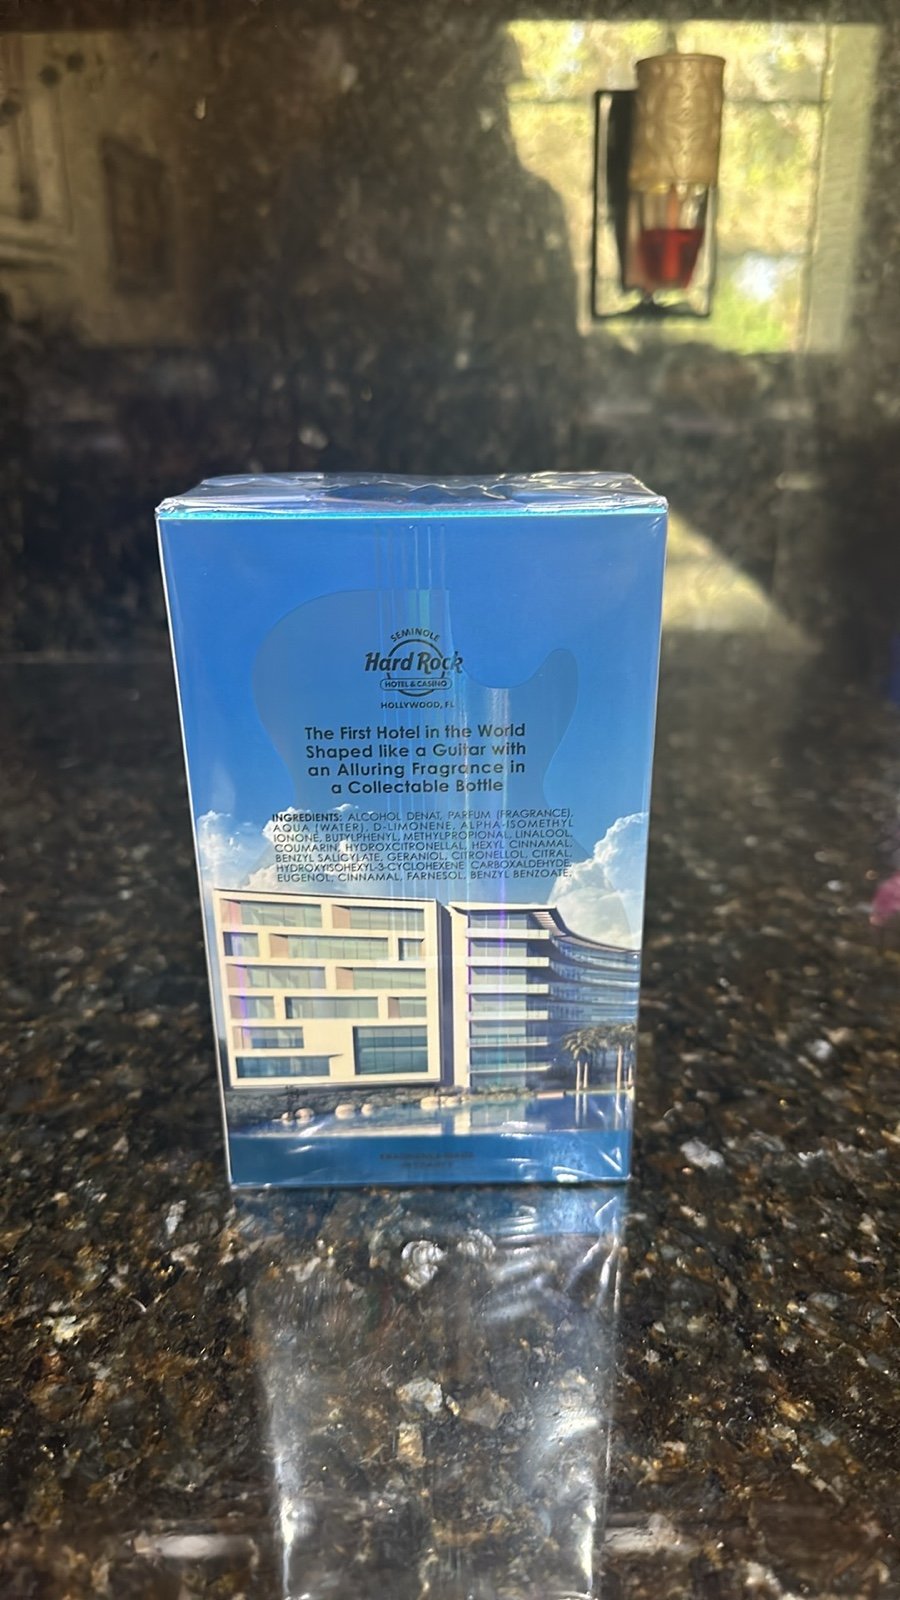 SEMINOLE
Hard Rock
HOTEL & CASINO
HOLLYWOOD, FL
The First Hotel in the World
Shaped like a Guitar with
an Alluring Fragrance in
a Collectable Bottle
INGREDIENTS: ALCOHOL DENAT, PARFUM (FRAGRANCE),
AQUA (WATER), D-LIMONENE, ALPHA-ISOMETHYL
IONONE, BUTYLPHENYL, METHYLPROPIONAL, LINALOOL,
COUMARIN, HYDROXCITRONELLAL, HEXYL CINNAMAL,
BENZYL SALICYLATE, GERANIOL, CITRONELLOL, CITRAL,
HYDROXYISOHEXYL-3-CYCLOHEXENE CARBOXALDEHYDE,
EUGENOL, CINNAMAL, FARNESOL, BENZYL BENZOATE.